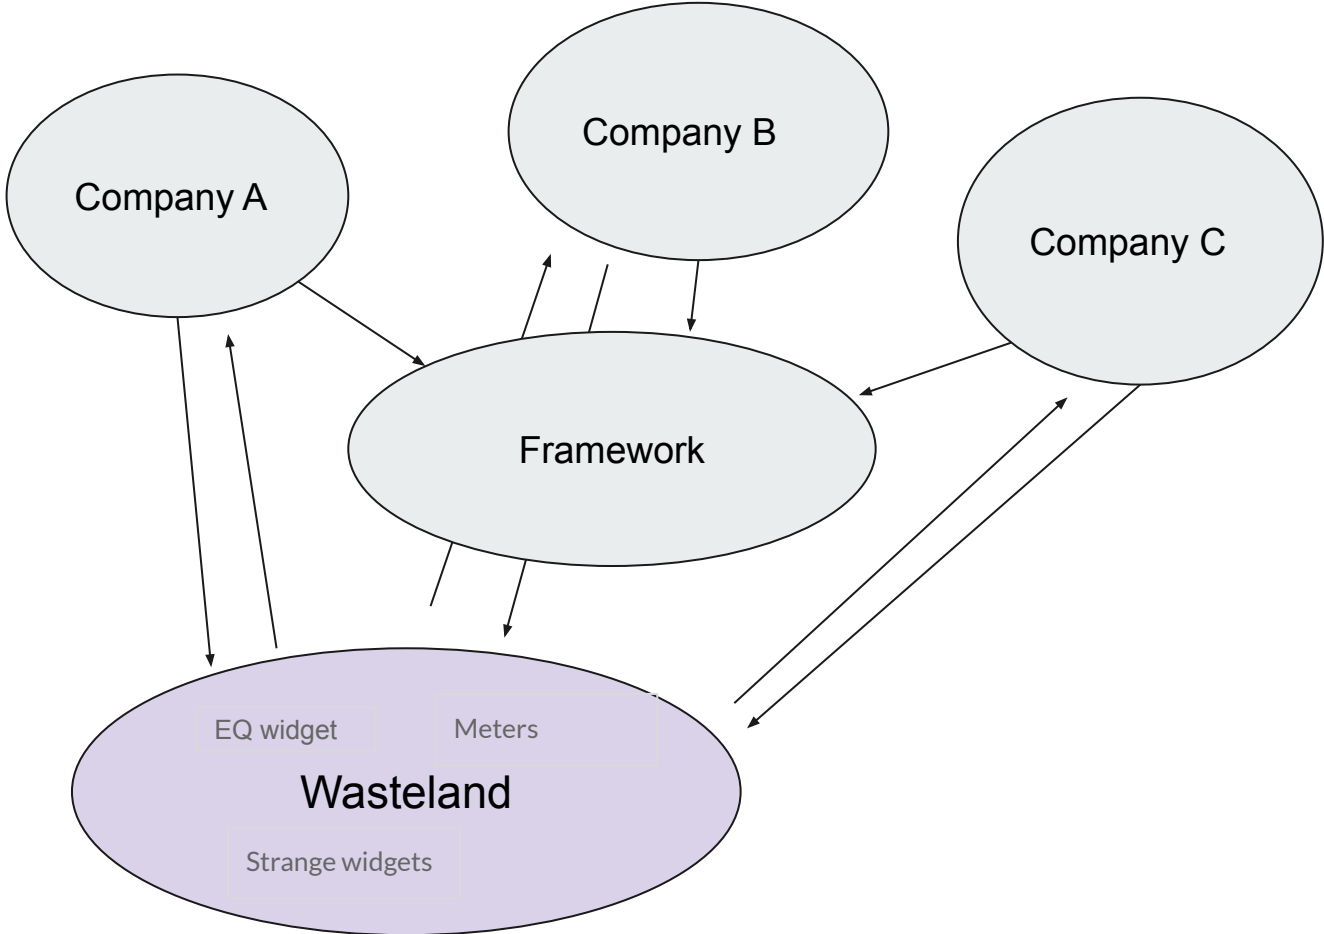 Company B
Company A
Company C
Framework
EQ widget
Meters
Wasteland
Strange widgets